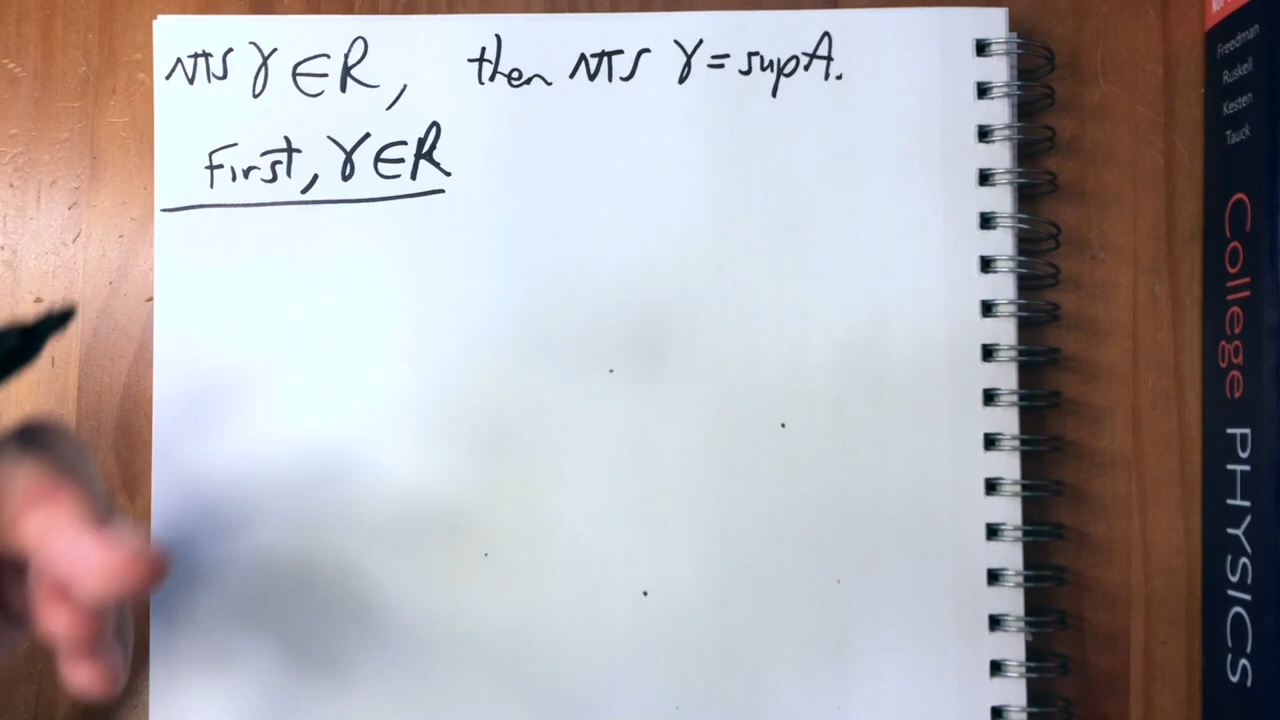 NTS γ ∈ R, then NTS γ = sup A.
First, γ ∈ R
Freedman
Ruskell
Kesten
Tauck
College PHYSICS